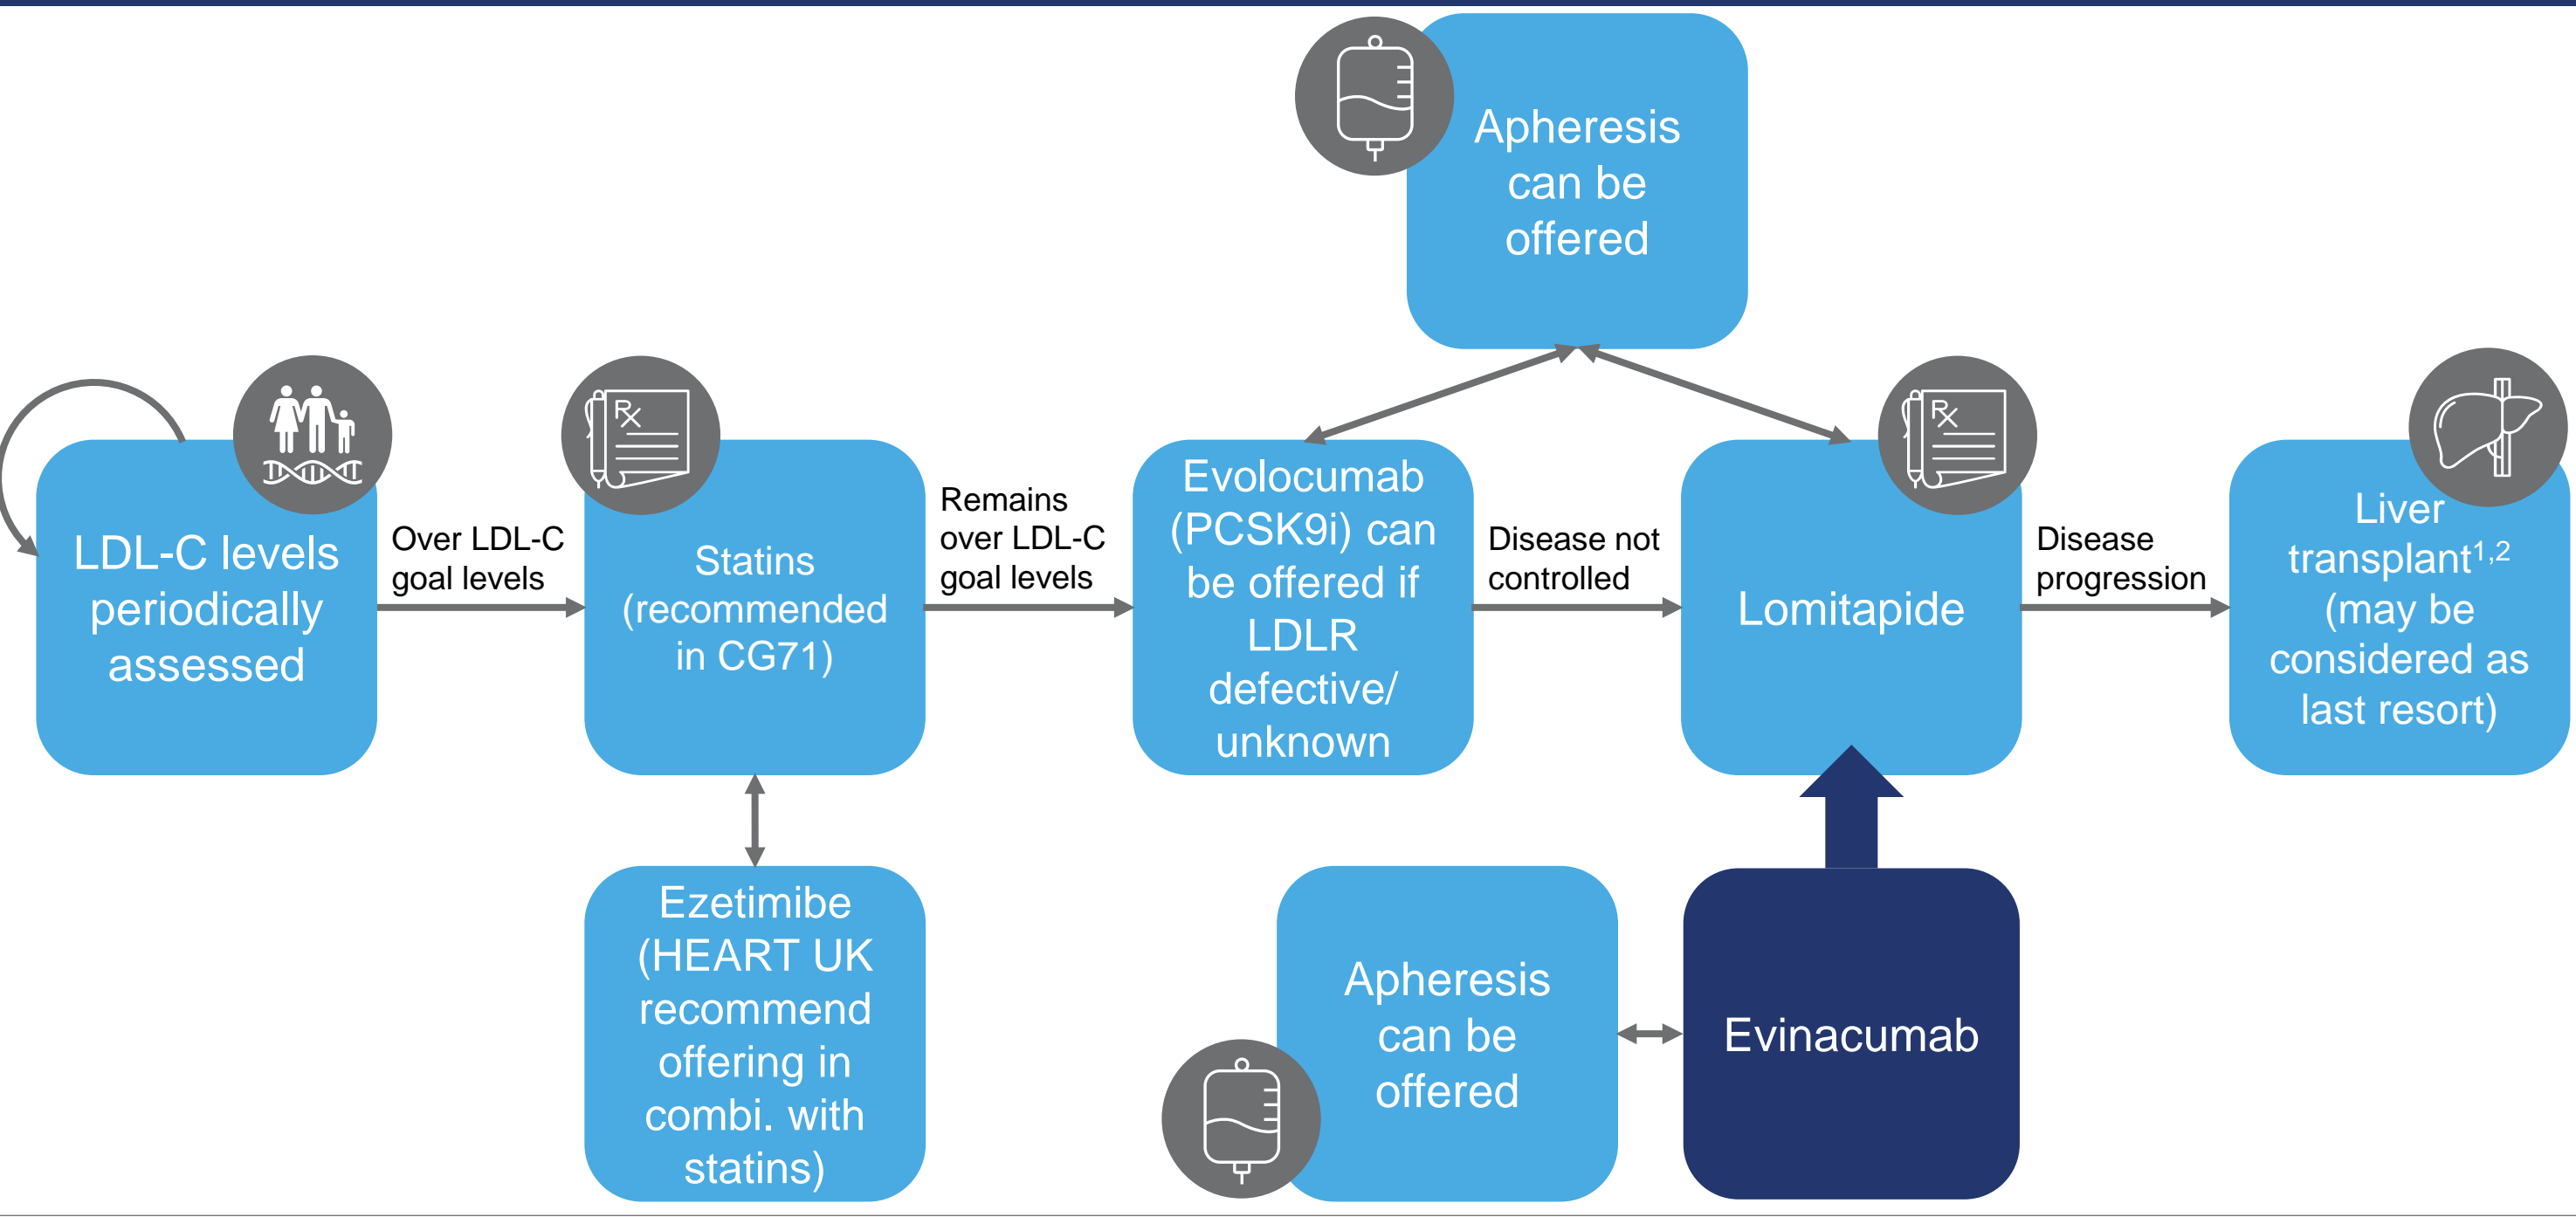 Apheresis
can be
offered
LDL-C levels
periodically
assessed
Over LDL-C
goal levels
Rx
Statins
(recommended
in CG71)
Remains
over LDL-C
goal levels
Evolocumab
(PCSK9i) can
be offered if
LDLR
defective/
unknown
Disease not
controlled
Rx
Lomitapide
Disease
progression
Liver
transplant1,2
(may be
considered as
last resort)
Ezetimibe
(HEART UK
recommend
offering in
combi. with
statins)
Apheresis
can be
offered
Evinacumab